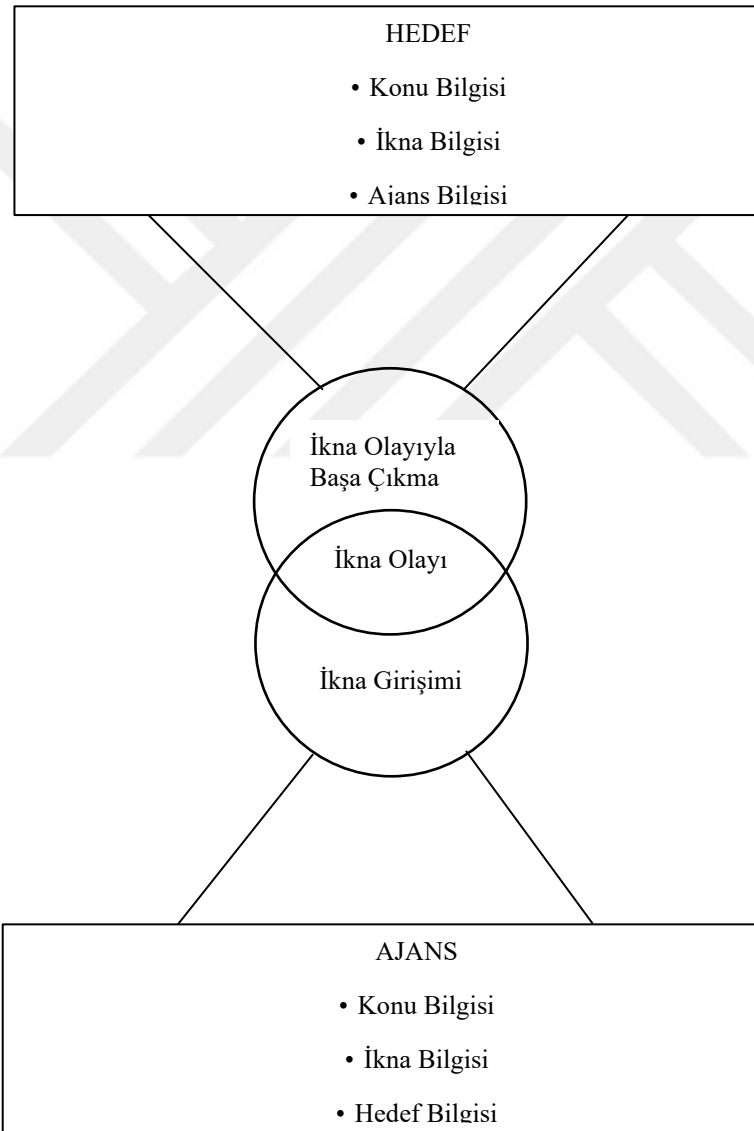 HEDEF
• Konu Bilgisi
• İkna Bilgisi
• Ajans Bilgisi
İkna Olayıyla
Başa Çıkma
İkna Olayı
İkna Girişimi
AJANS
• Konu Bilgisi
• İkna Bilgisi
• Hedef Bilgisi